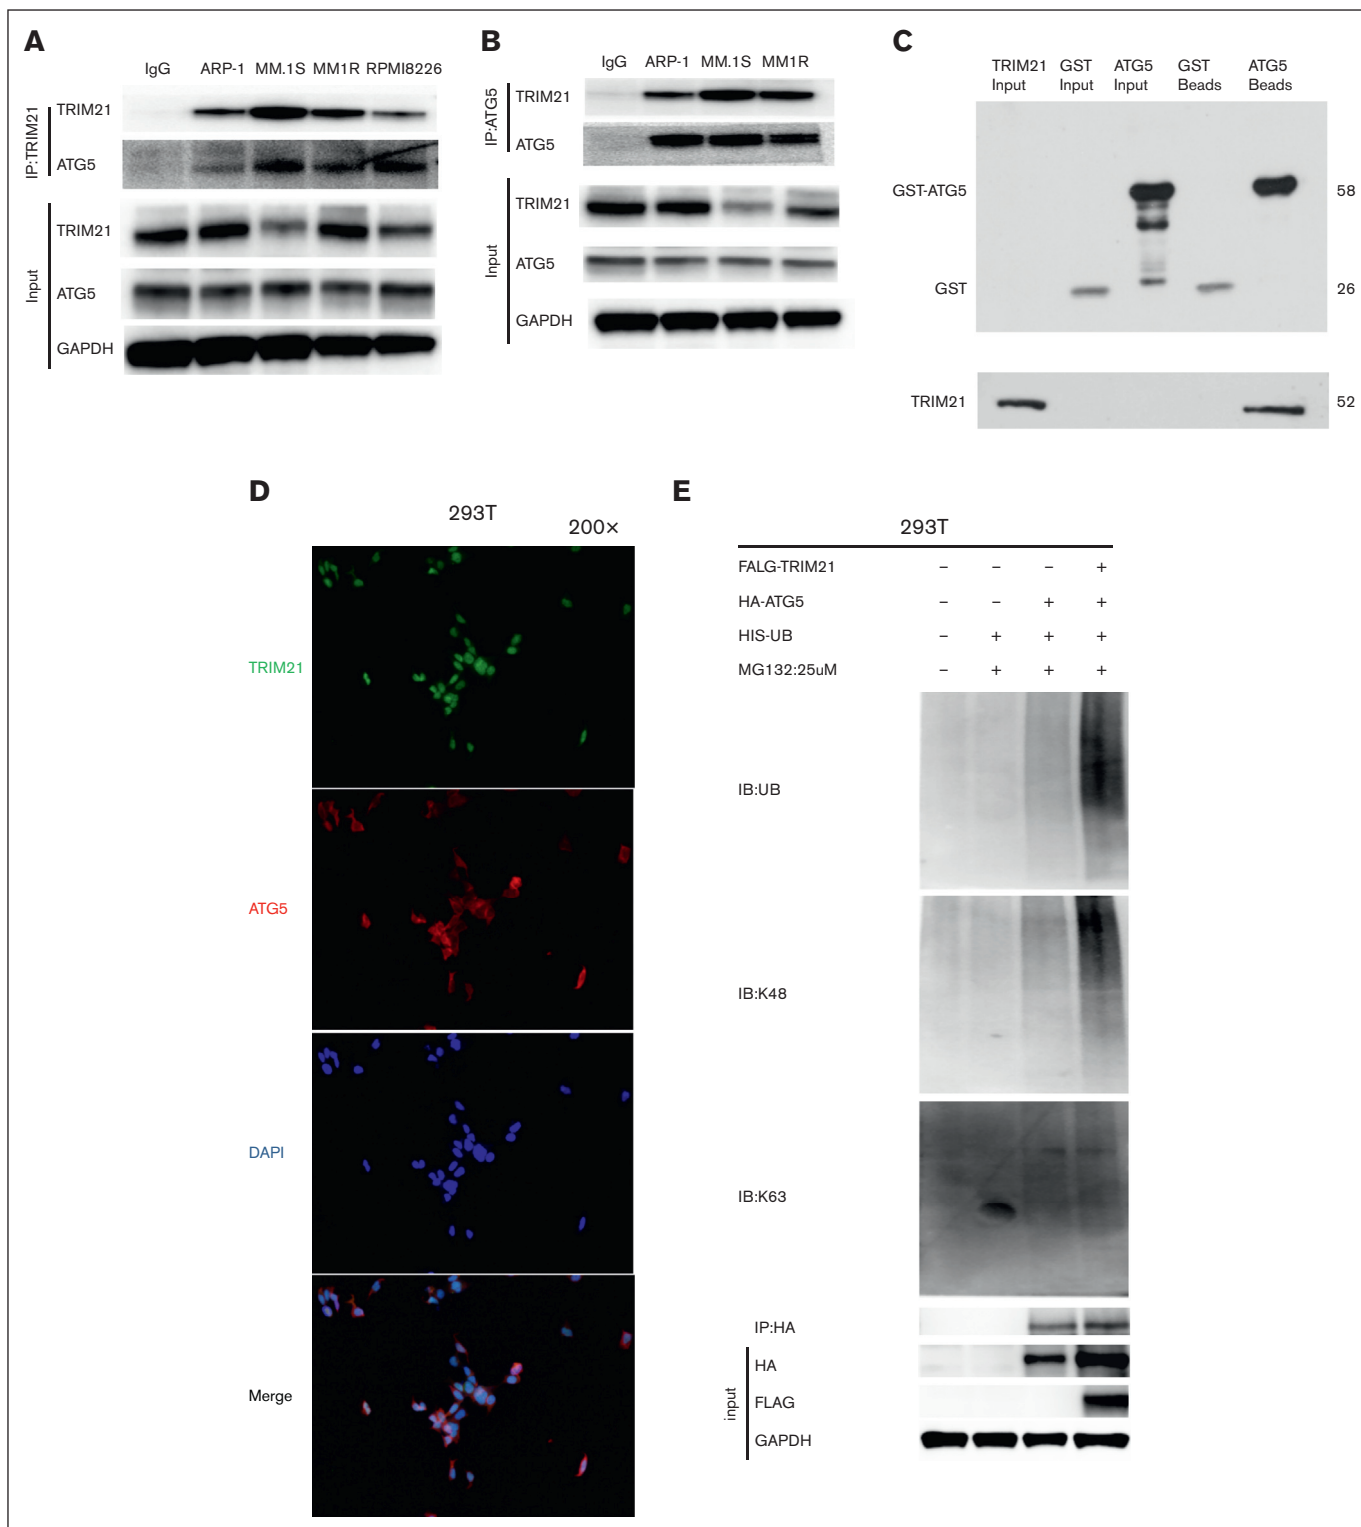 A
IgG ARP-1 MM.1S MM1R RPMI8226
IP:TRIM21
TRIM21
ATG5
Input
TRIM21
ATG5
GAPDH
B
IgG ARP-1 MM.1S MM1R
IP:ATG5
TRIM21
ATG5
Input
TRIM21
ATG5
GAPDH
C
TRIM21 GST ATG5 GST ATG5
Input Input Input Beads Beads
GST-ATG5 58
GST 26
TRIM21 52
D
293T 200×
TRIM21
ATG5
DAPI
Merge
E
293T
FALG-TRIM21 – – – +
HA-ATG5 – – + +
HIS-UB – + + +
MG132:25uM – + + +
IB:UB
IB:K48
IB:K63
IP:HA
input
HA
FLAG
GAPDH